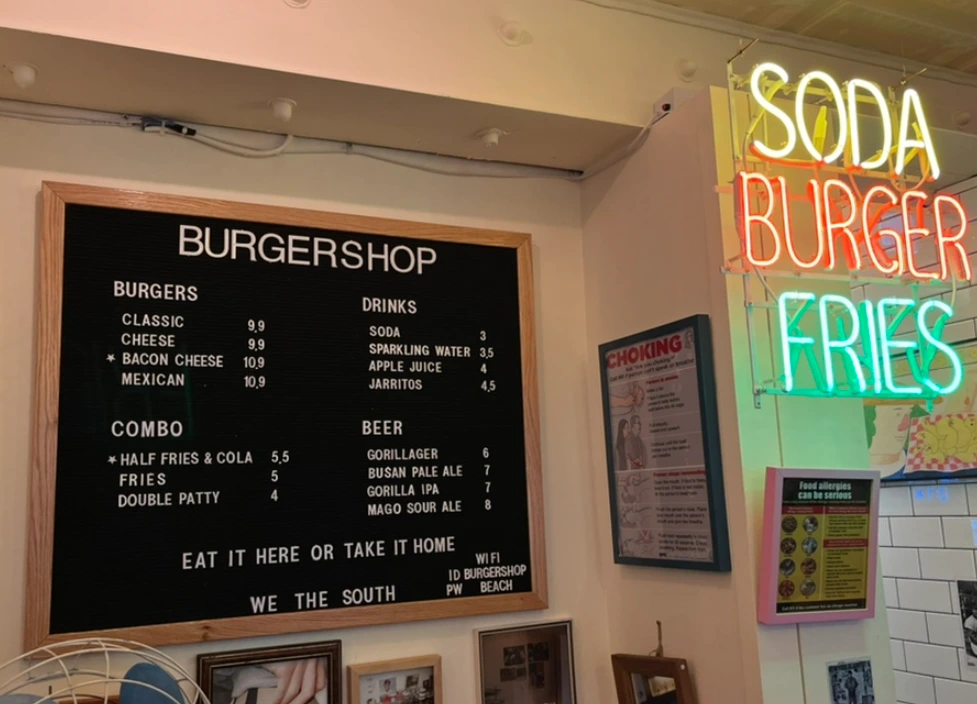 BURGERSHOP
BURGERS
CLASSIC 9,9
CHEESE 9,9
* BACON CHEESE 10,9
MEXICAN 10,9
COMBO
* HALF FRIES & COLA 5,5
FRIES 5
DOUBLE PATTY 4
DRINKS
SODA 3
SPARKLING WATER 3,5
APPLE JUICE 4
JARRITOS 4,5
BEER
GORILLAGER 6
BUSAN PALE ALE 7
GORILLA IPA 7
MAGO SOUR ALE 8
EAT IT HERE OR TAKE IT HOME
WE THE SOUTH
WIFI
ID BURGERSHOP
PW BEACH
CHOKING
SODA
BURGER
FRIES
Food allergies
can be serious